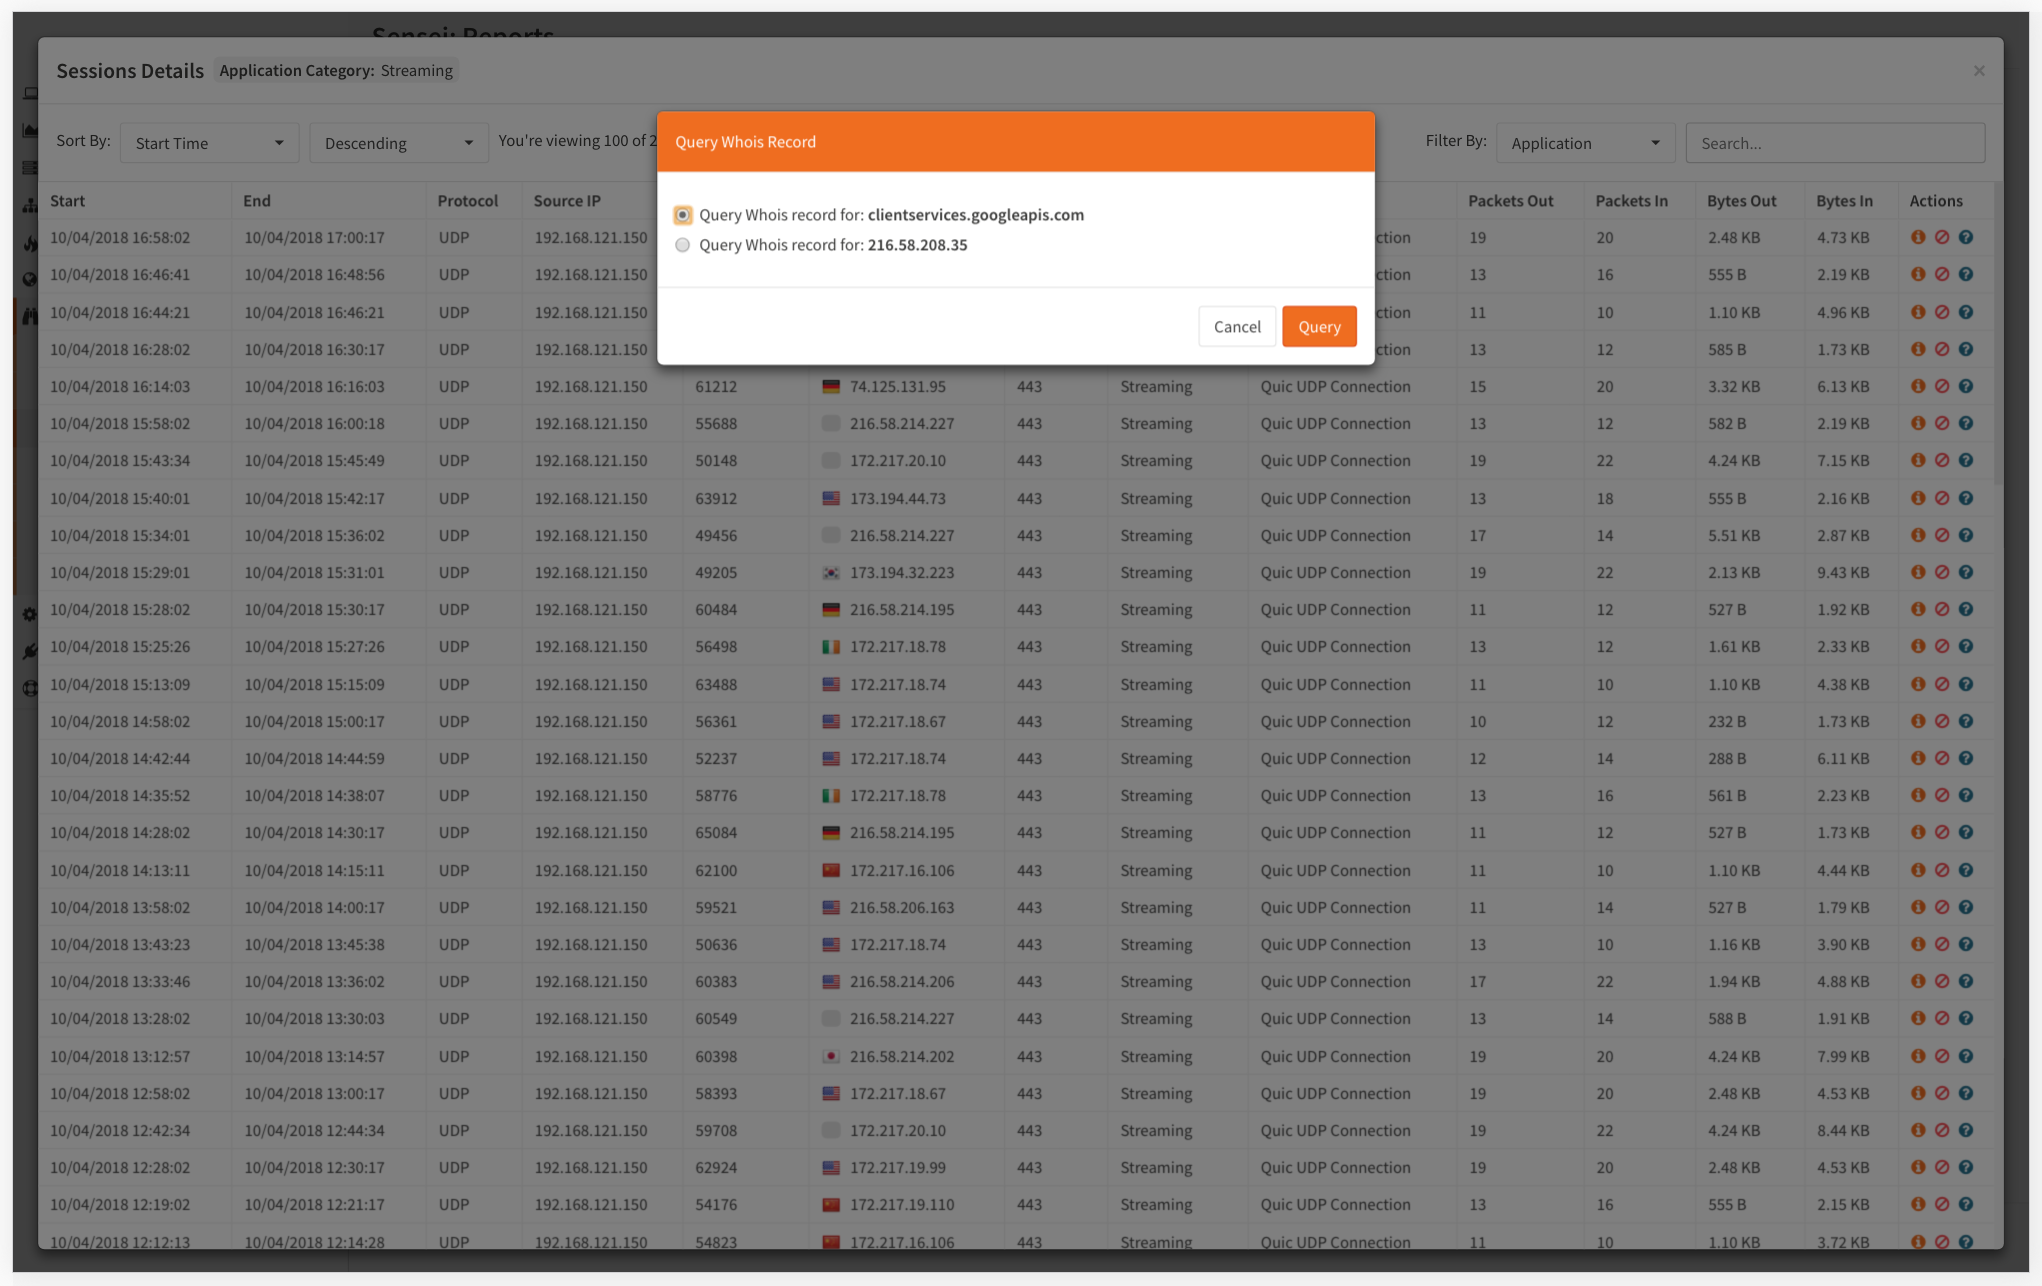 Sensei: Reports
Sessions Details Application Category: Streaming ×
Sort By: Start Time Descending You're viewing 100 of 2 Filter By: Application Search...
Query Whois Record
Query Whois record for: clientservices.googleapis.com
Query Whois record for: 216.58.208.35
Cancel Query
Start End Protocol Source IP Packets Out Packets In Bytes Out Bytes In Actions
10/04/2018 16:58:02 10/04/2018 17:00:17 UDP 192.168.121.150 ction 19 20 2.48 KB 4.73 KB
10/04/2018 16:46:41 10/04/2018 16:48:56 UDP 192.168.121.150 ction 13 16 555 B 2.19 KB
10/04/2018 16:44:21 10/04/2018 16:46:21 UDP 192.168.121.150 ction 11 10 1.10 KB 4.96 KB
10/04/2018 16:28:02 10/04/2018 16:30:17 UDP 192.168.121.150 ction 13 12 585 B 1.73 KB
10/04/2018 16:14:03 10/04/2018 16:16:03 UDP 192.168.121.150 61212 74.125.131.95 443 Streaming Quic UDP Connection 15 20 3.32 KB 6.13 KB
10/04/2018 15:58:02 10/04/2018 16:00:18 UDP 192.168.121.150 55688 216.58.214.227 443 Streaming Quic UDP Connection 13 12 582 B 2.19 KB
10/04/2018 15:43:34 10/04/2018 15:45:49 UDP 192.168.121.150 50148 172.217.20.10 443 Streaming Quic UDP Connection 19 22 4.24 KB 7.15 KB
10/04/2018 15:40:01 10/04/2018 15:42:17 UDP 192.168.121.150 63912 173.194.44.73 443 Streaming Quic UDP Connection 13 18 555 B 2.16 KB
10/04/2018 15:34:01 10/04/2018 15:36:02 UDP 192.168.121.150 49456 216.58.214.227 443 Streaming Quic UDP Connection 17 14 5.51 KB 2.87 KB
10/04/2018 15:29:01 10/04/2018 15:31:01 UDP 192.168.121.150 49205 173.194.32.223 443 Streaming Quic UDP Connection 19 22 2.13 KB 9.43 KB
10/04/2018 15:28:02 10/04/2018 15:30:17 UDP 192.168.121.150 60484 216.58.214.195 443 Streaming Quic UDP Connection 11 12 527 B 1.92 KB
10/04/2018 15:25:26 10/04/2018 15:27:26 UDP 192.168.121.150 56498 172.217.18.78 443 Streaming Quic UDP Connection 13 12 1.61 KB 2.33 KB
10/04/2018 15:13:09 10/04/2018 15:15:09 UDP 192.168.121.150 63488 172.217.18.74 443 Streaming Quic UDP Connection 11 10 1.10 KB 4.38 KB
10/04/2018 14:58:02 10/04/2018 15:00:17 UDP 192.168.121.150 56361 172.217.18.67 443 Streaming Quic UDP Connection 10 12 232 B 1.73 KB
10/04/2018 14:42:44 10/04/2018 14:44:59 UDP 192.168.121.150 52237 172.217.18.74 443 Streaming Quic UDP Connection 12 14 288 B 6.11 KB
10/04/2018 14:35:52 10/04/2018 14:38:07 UDP 192.168.121.150 58776 172.217.18.78 443 Streaming Quic UDP Connection 13 16 561 B 2.23 KB
10/04/2018 14:28:02 10/04/2018 14:30:17 UDP 192.168.121.150 65084 216.58.214.195 443 Streaming Quic UDP Connection 11 12 527 B 1.73 KB
10/04/2018 14:13:11 10/04/2018 14:15:11 UDP 192.168.121.150 62100 172.217.16.106 443 Streaming Quic UDP Connection 11 10 1.10 KB 4.44 KB
10/04/2018 13:58:02 10/04/2018 14:00:17 UDP 192.168.121.150 59521 216.58.206.163 443 Streaming Quic UDP Connection 11 14 527 B 1.79 KB
10/04/2018 13:43:23 10/04/2018 13:45:38 UDP 192.168.121.150 50636 172.217.18.74 443 Streaming Quic UDP Connection 13 10 1.16 KB 3.90 KB
10/04/2018 13:33:46 10/04/2018 13:36:02 UDP 192.168.121.150 60383 216.58.214.206 443 Streaming Quic UDP Connection 17 22 1.94 KB 4.88 KB
10/04/2018 13:28:02 10/04/2018 13:30:03 UDP 192.168.121.150 60549 216.58.214.227 443 Streaming Quic UDP Connection 13 14 588 B 1.91 KB
10/04/2018 13:12:57 10/04/2018 13:14:57 UDP 192.168.121.150 60398 216.58.214.202 443 Streaming Quic UDP Connection 19 20 4.24 KB 7.99 KB
10/04/2018 12:58:02 10/04/2018 13:00:17 UDP 192.168.121.150 58393 172.217.18.67 443 Streaming Quic UDP Connection 19 20 2.48 KB 4.53 KB
10/04/2018 12:42:34 10/04/2018 12:44:34 UDP 192.168.121.150 59708 172.217.20.10 443 Streaming Quic UDP Connection 19 22 4.24 KB 8.44 KB
10/04/2018 12:28:02 10/04/2018 12:30:17 UDP 192.168.121.150 62924 172.217.19.99 443 Streaming Quic UDP Connection 19 20 2.48 KB 4.53 KB
10/04/2018 12:19:02 10/04/2018 12:21:17 UDP 192.168.121.150 54176 172.217.19.110 443 Streaming Quic UDP Connection 13 16 555 B 2.15 KB
10/04/2018 12:12:13 10/04/2018 12:14:28 UDP 192.168.121.150 54823 172.217.16.106 443 Streaming Quic UDP Connection 11 10 1.10 KB 3.72 KB